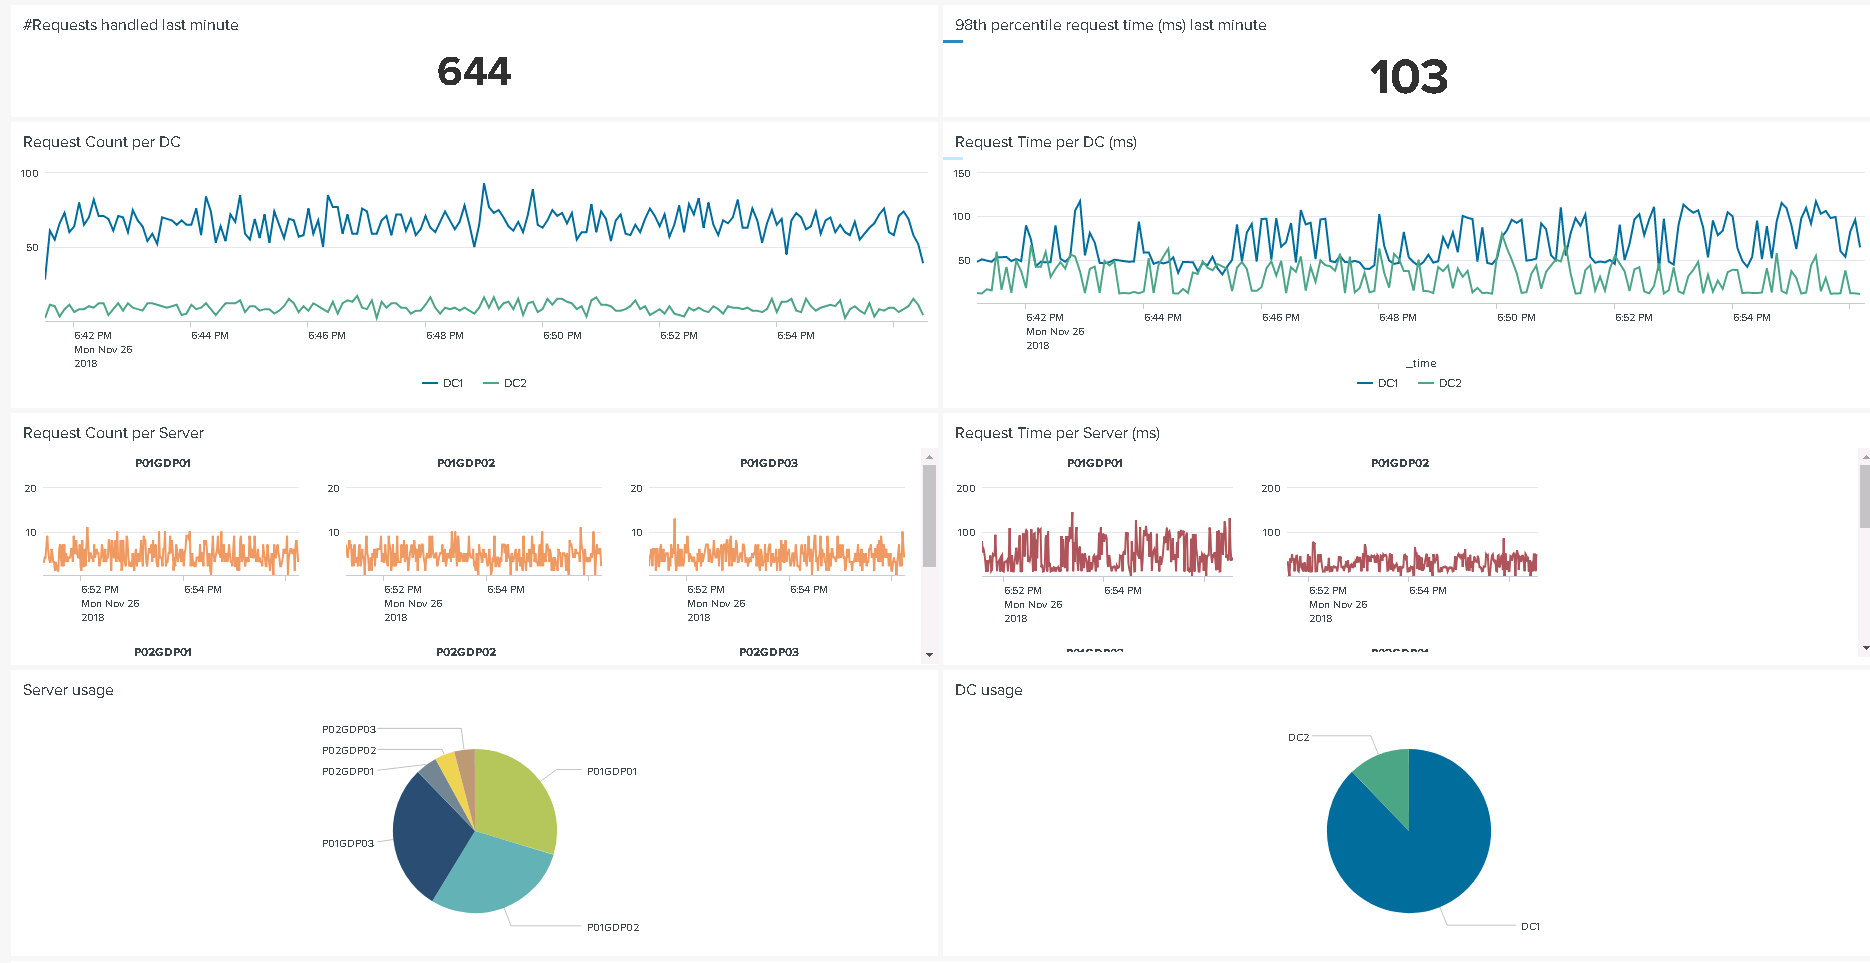 #Requests handled last minute
644
98th percentile request time (ms) last minute
103
Request Count per DC
100
50
6:42 PM
Mon Nov 26
2018
6:44 PM
6:46 PM
6:48 PM
6:50 PM
6:52 PM
6:54 PM
DC1
DC2
Request Time per DC (ms)
150
100
50
6:42 PM
Mon Nov 26
2018
6:44 PM
6:46 PM
6:48 PM
6:50 PM
6:52 PM
6:54 PM
_time
DC1
DC2
Request Count per Server
P01GDP01
20
10
6:52 PM
Mon Nov 26
2018
6:54 PM
P01GDP02
20
10
6:52 PM
Mon Nov 26
2018
6:54 PM
P01GDP03
20
10
6:52 PM
Mon Nov 26
2018
6:54 PM
P02GDP01
P02GDP02
P02GDP03
Request Time per Server (ms)
P01GDP01
200
100
6:52 PM
Mon Nov 26
2018
6:54 PM
P01GDP02
200
100
6:52 PM
Mon Nov 26
2018
6:54 PM
Server usage
P02GDP03
P02GDP02
P02GDP01
P01GDP03
P01GDP01
P01GDP02
DC usage
DC2
DC1